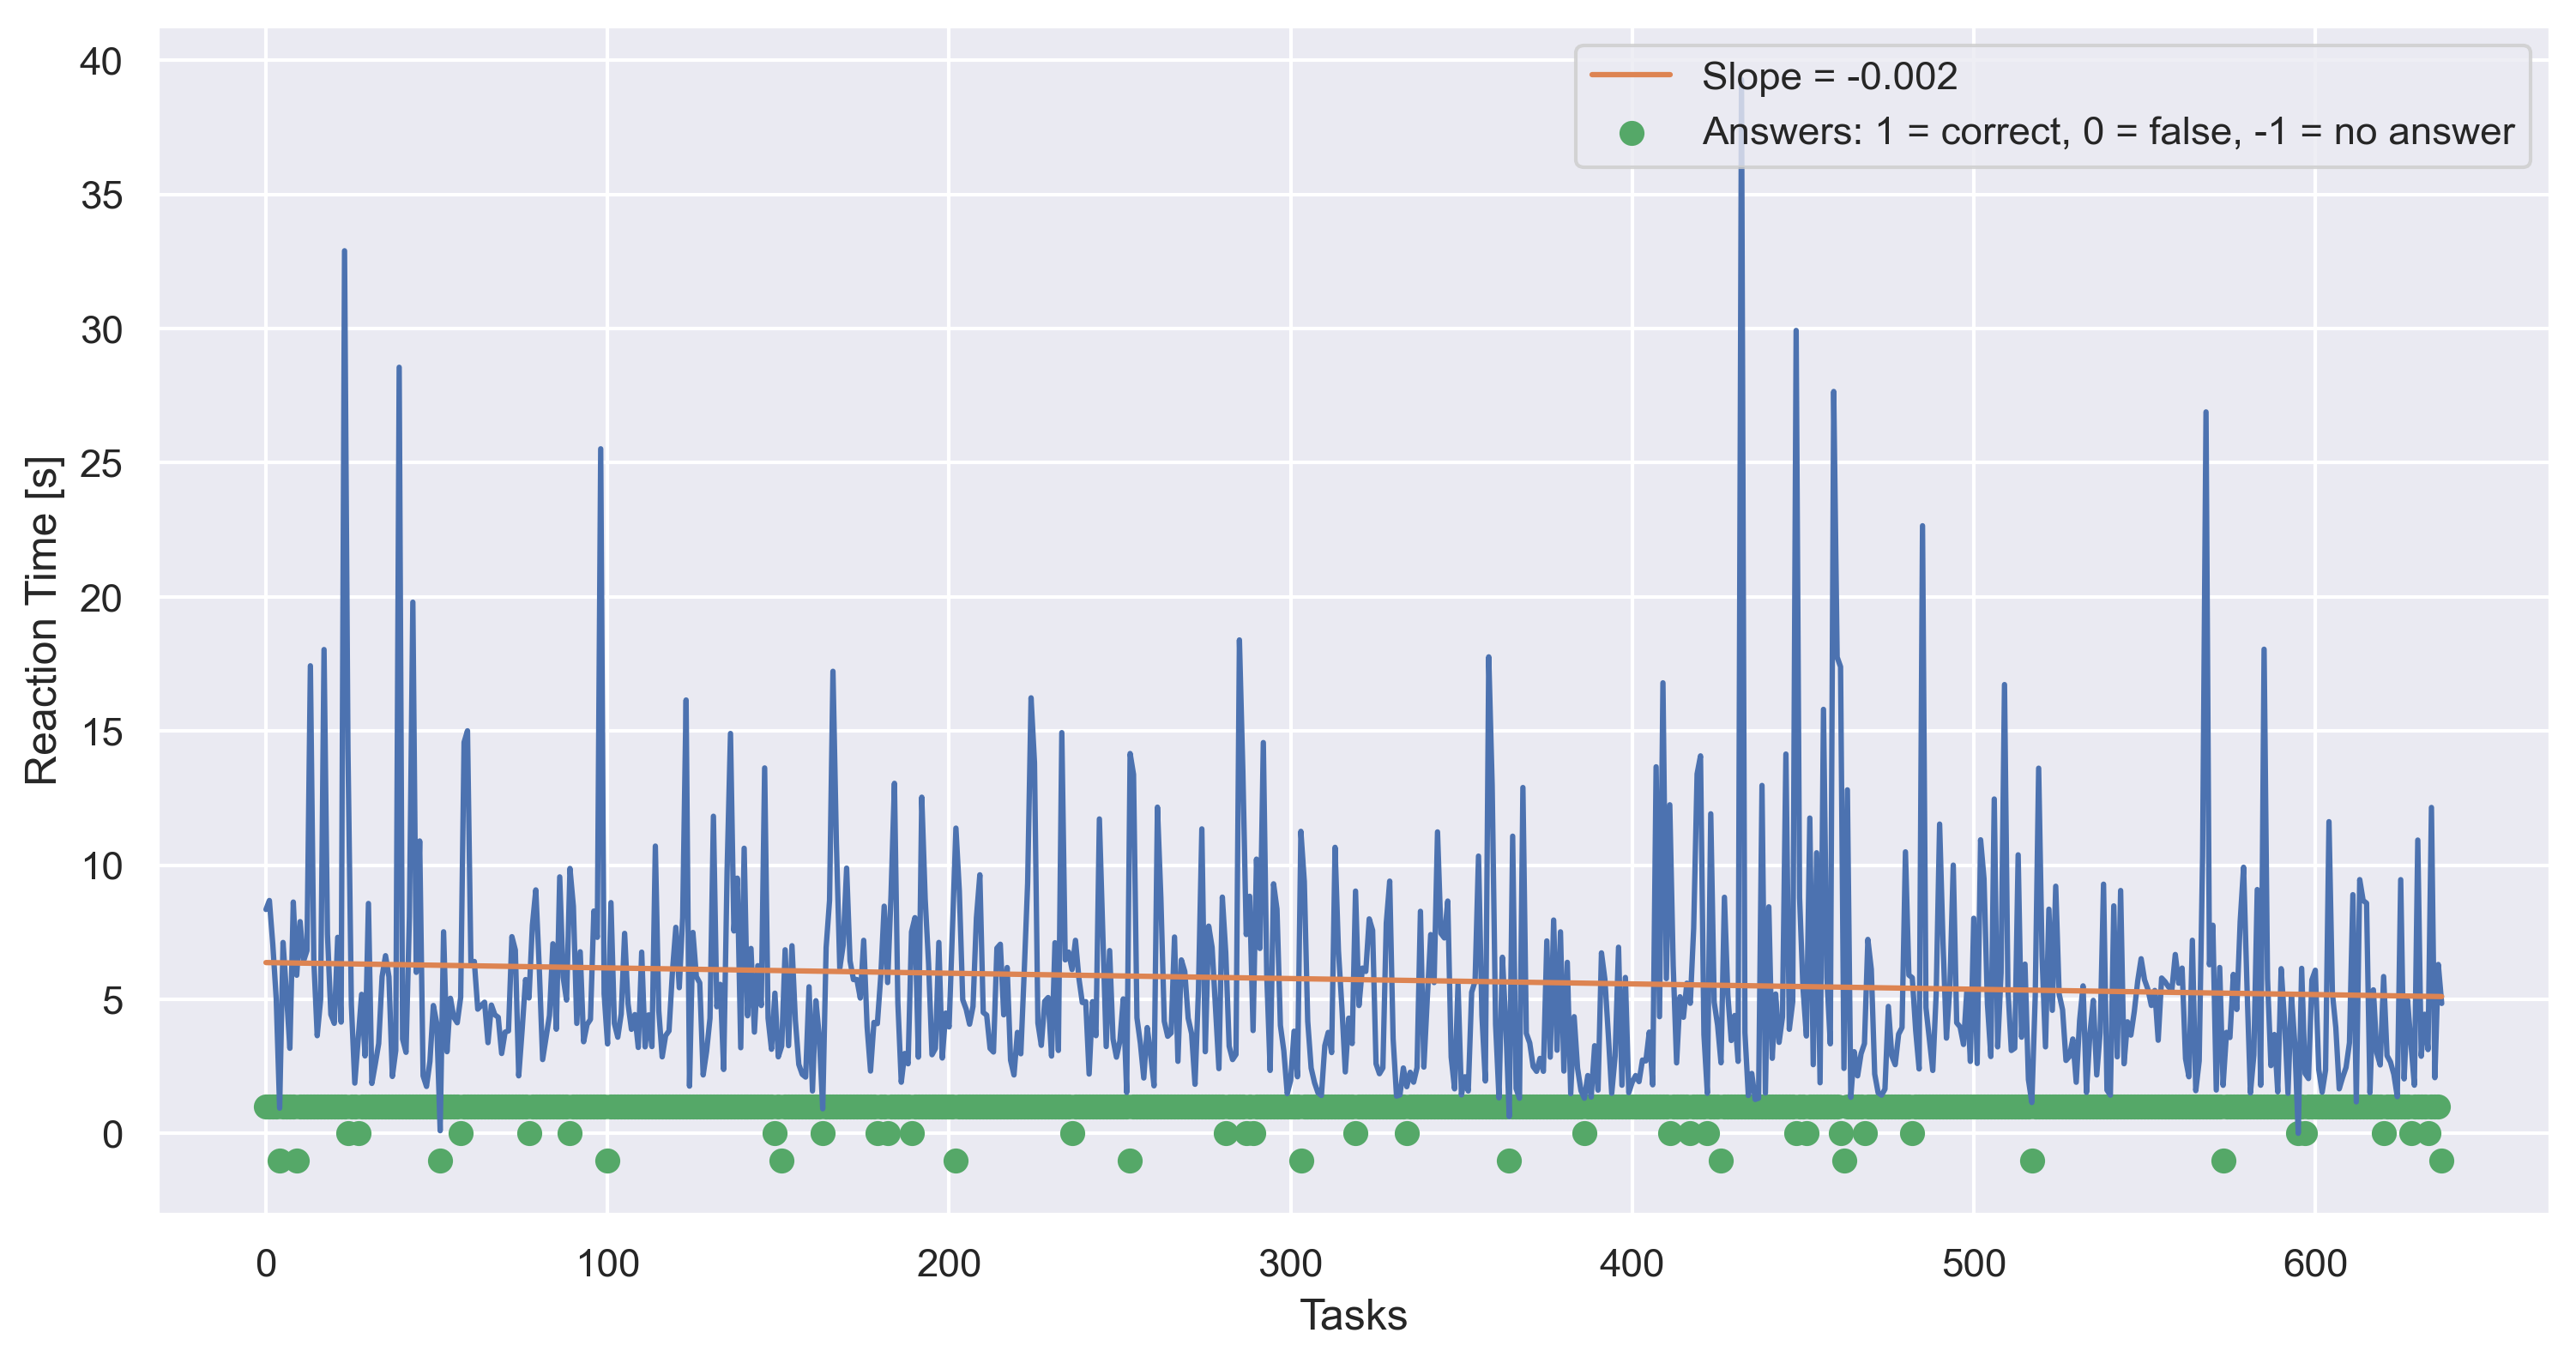 Slope = -0.002
Answers: 1 = correct, 0 = false, -1 = no answer
40
35
30
25
20
15
10
5
0
Reaction Time [s]
0 100 200 300 400 500 600
Tasks